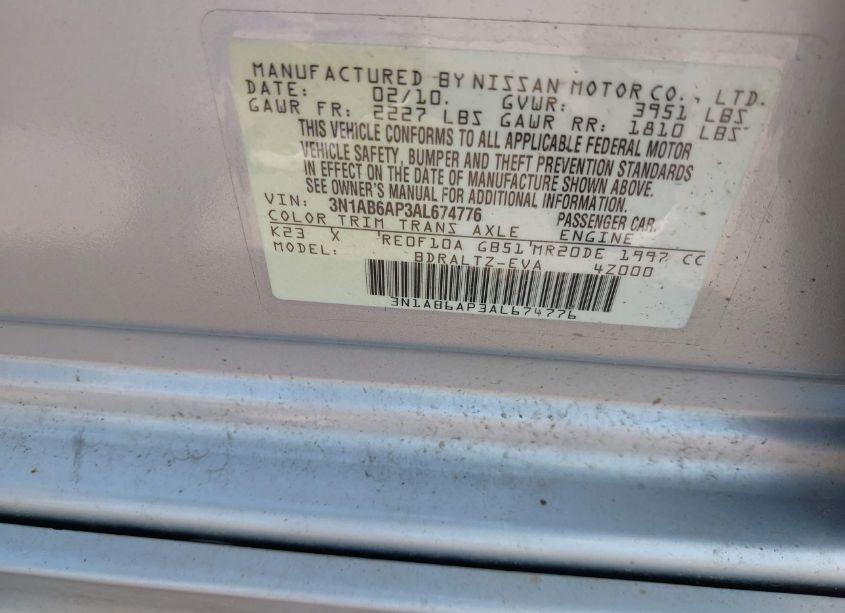 MANUFACTURED BY NISSAN MOTOR CO., LTD.
DATE: 02/10. GVWR: 3951 LBS
GAWR FR: 2227 LBS GAWR RR: 1810 LBS
THIS VEHICLE CONFORMS TO ALL APPLICABLE FEDERAL MOTOR
VEHICLE SAFETY, BUMPER AND THEFT PREVENTION STANDARDS
IN EFFECT ON THE DATE OF MANUFACTURE SHOWN ABOVE.
SEE OWNER'S MANUAL FOR ADDITIONAL INFORMATION.
VIN: 3N1AB6AP3AL674776 PASSENGER CAR.
COLOR TRIM TRANS AXLE ENGINE
K23 X RE0F10A GB51 MR20DE 1997 CC
MODEL: BDRALTZ-EVA 4Z000
3N1AB6AP3AL674776